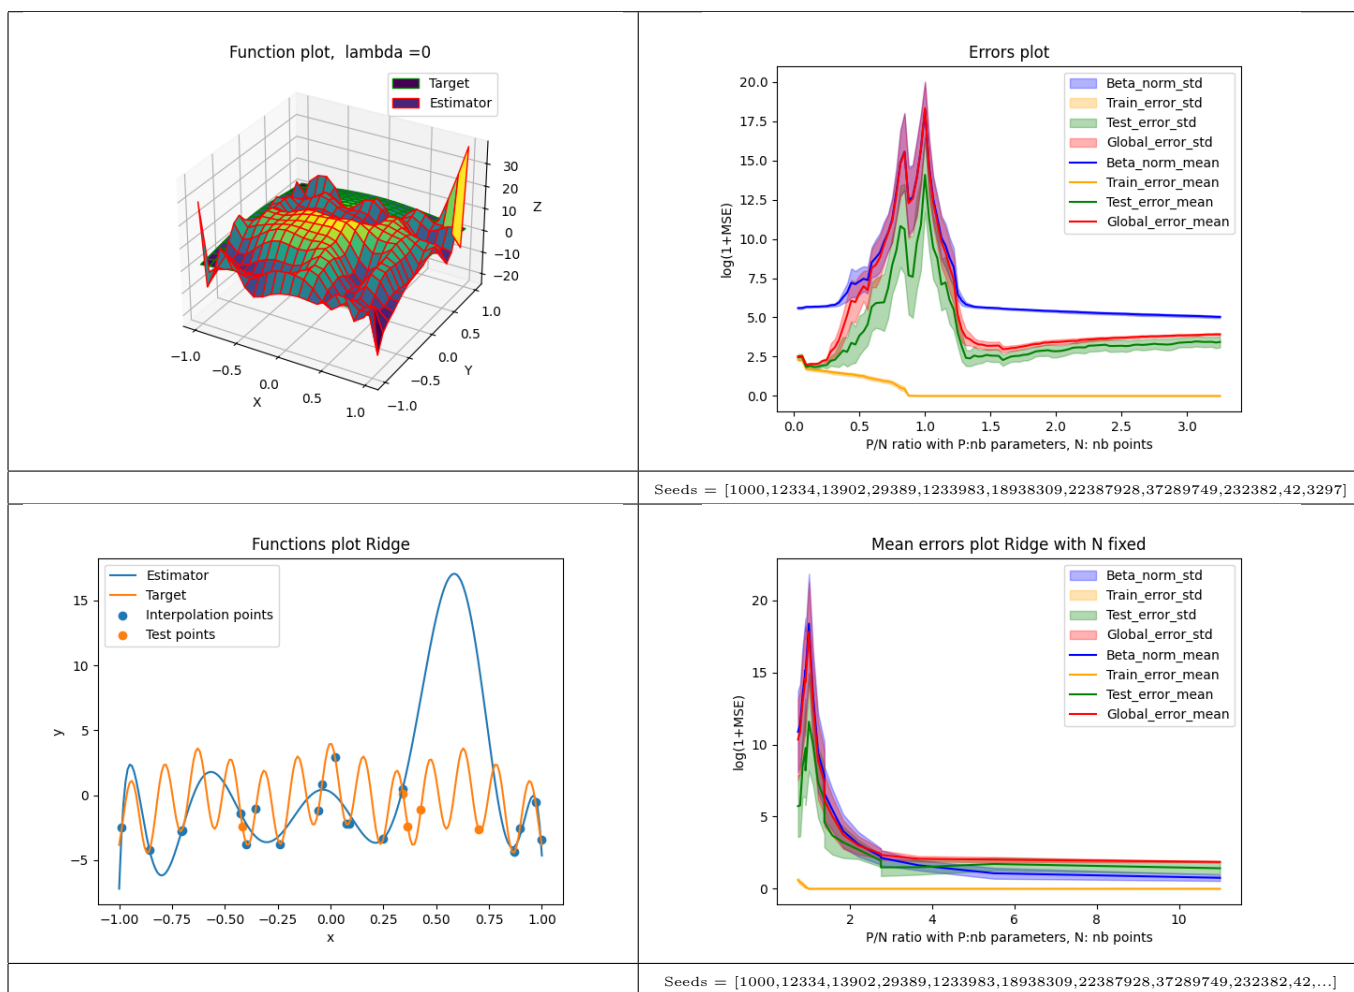 Function plot, lambda =0
Target
Estimator
30
20
10
0
−10
−20
Z
−1.0
−0.5
0.0
0.5
1.0
X
−1.0
−0.5
0.0
0.5
1.0
Y
Errors plot
Beta_norm_std
Train_error_std
Test_error_std
Global_error_std
Beta_norm_mean
Train_error_mean
Test_error_mean
Global_error_mean
20.0
17.5
15.0
12.5
10.0
7.5
5.0
2.5
0.0
log(1+MSE)
0.0 0.5 1.0 1.5 2.0 2.5 3.0
P/N ratio with P:nb parameters, N: nb points
Seeds = [1000,12334,13902,29389,1233983,18938309,22387928,37289749,232382,42,3297]
Functions plot Ridge
Estimator
Target
Interpolation points
Test points
15
10
5
0
−5
y
−1.00 −0.75 −0.50 −0.25 0.00 0.25 0.50 0.75 1.00
x
Mean errors plot Ridge with N fixed
Beta_norm_std
Train_error_std
Test_error_std
Global_error_std
Beta_norm_mean
Train_error_mean
Test_error_mean
Global_error_mean
20
15
10
5
0
log(1+MSE)
2 4 6 8 10
P/N ratio with P:nb parameters, N: nb points
Seeds = [1000,12334,13902,29389,1233983,18938309,22387928,37289749,232382,42,...]